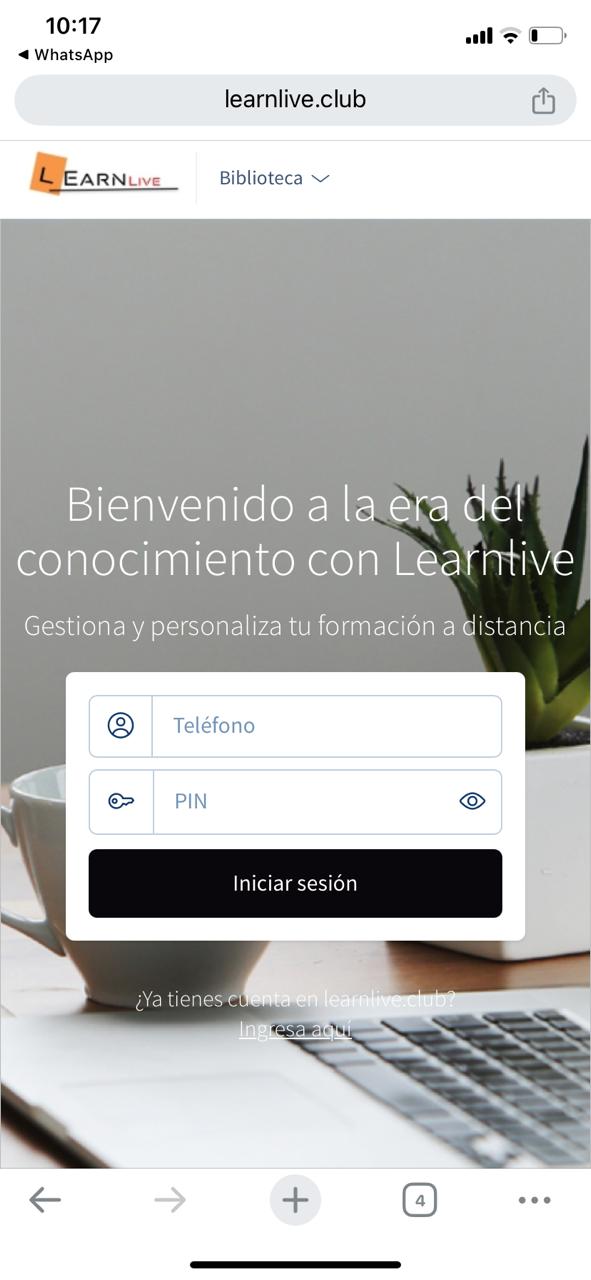 10:17
◀ WhatsApp
learnlive.club
LEARNLIVE
Biblioteca
Bienvenido a la era del
conocimiento con Learnlive
Gestiona y personaliza tu formación a distancia
Teléfono
PIN
Iniciar sesión
¿Ya tienes cuenta en learnlive.club?
Ingresa aquí
4